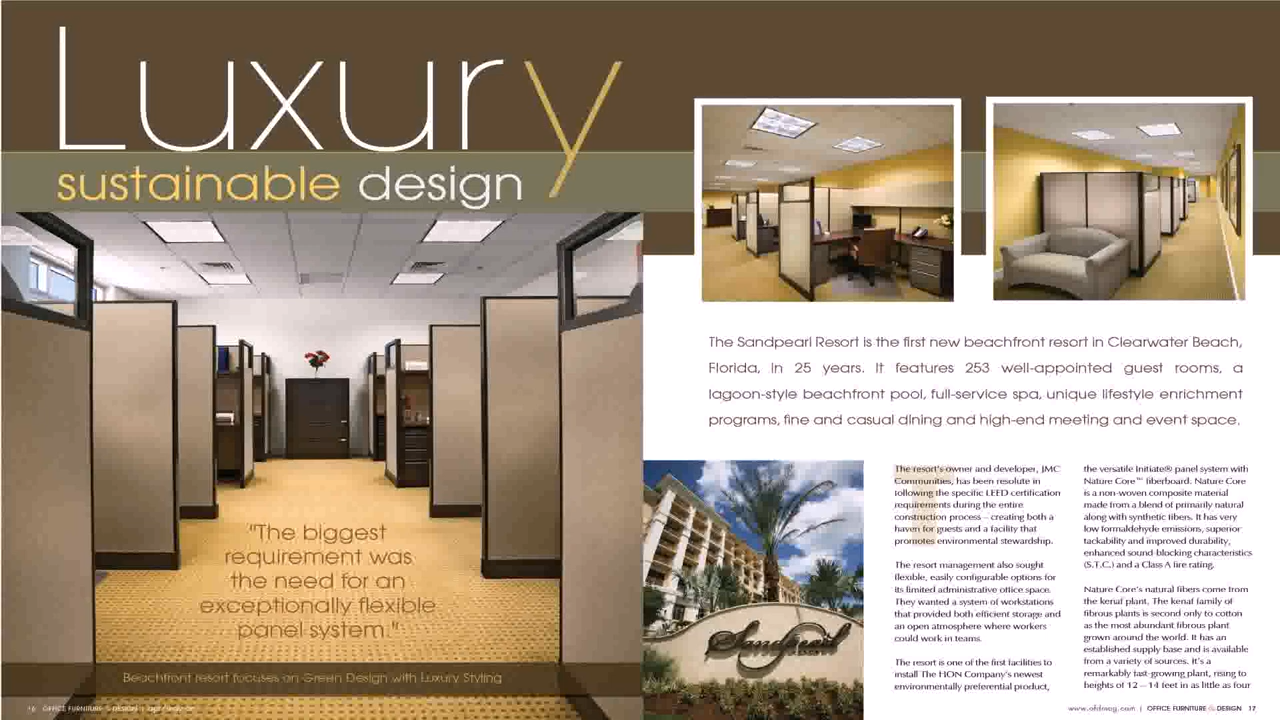 Luxury
sustainable design
"The biggest
requirement was
the need for an
exceptionally flexible
panel system."
Beachfront resort focuses on Green Design with Luxury Styling
16 OFFICE FURNITURE & DESIGN
The Sandpearl Resort is the first new beachfront resort in Clearwater Beach,
Florida, in 25 years. It features 253 well-appointed guest rooms, a
lagoon-style beachfront pool, full-service spa, unique lifestyle enrichment
programs, fine and casual dining and high-end meeting and event space.
Sandpearl
The resort's owner and developer, JMC
Communities, has been resolute in
following the specific LEED certification
requirements during the entire
construction process – creating both a
haven for guests and a facility that
promotes environmental stewardship.
The resort management also sought
flexible, easily configurable options for
its limited administrative office space.
They wanted a system of workstations
that provided both efficient storage and
an open atmosphere where workers
could work in teams.
The resort is one of the first facilities to
install The HON Company's newest
environmentally preferential product,
the versatile Initiate® panel system with
Nature Core™ fiberboard. Nature Core
is a non-woven composite material
made from a blend of primarily natural
along with synthetic fibers. It has very
low formaldehyde emissions, superior
tackability and improved durability,
enhanced sound-blocking characteristics
(S.T.C.) and a Class A fire rating.
Nature Core's natural fibers come from
the kenaf plant. The kenaf family of
fibrous plants is second only to cotton
as the most abundant fibrous plant
grown around the world. It has an
established supply base and is available
from a variety of sources. It's a
remarkably fast-growing plant, rising to
heights of 12 – 14 feet in as little as four
www.ofdmag.com | OFFICE FURNITURE & DESIGN 17